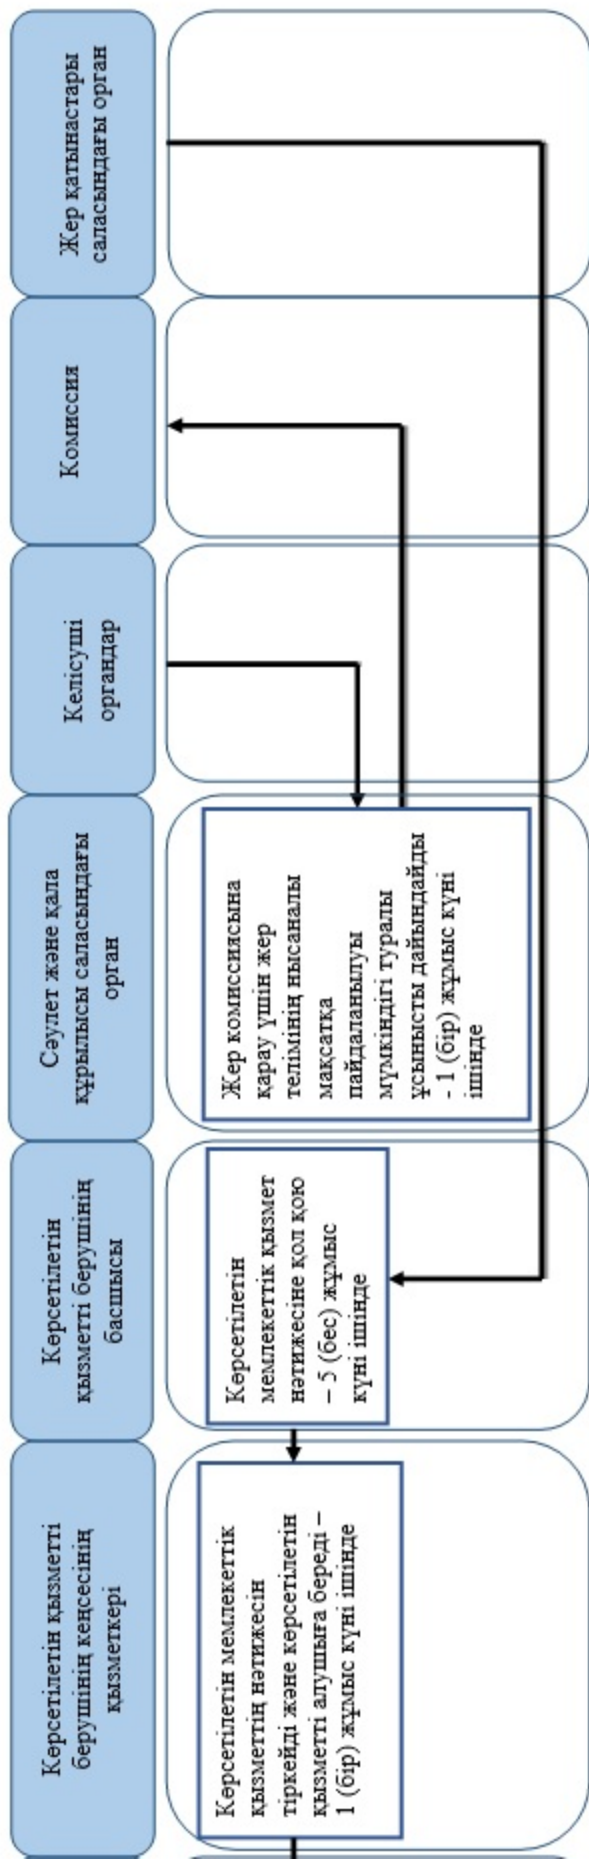 Көрсетілетін қызметті
берушінің кеңсесінің
қызметкері
Көрсетілетін
қызметті берушінің
басшысы
Сәулет және қала
құрылысы саласындағы
орган
Келісуші
органдар
Комиссия
Жер қатынастары
саласындағы орган
Көрсетілетін мемлекеттік
қызметтің нәтижесін
тіркейді және көрсетілетін
қызметті алушыға береді –
1 (бір) жұмыс күні ішінде
Көрсетілетін
мемлекеттік қызмет
нәтижесіне қол қою
– 5 (бес) жұмыс
күні ішінде
Жер комиссиясына
қарау үшін жер
телімінің нысаналы
мақсатқа
пайдаланылуы
мүмкіндігі туралы
ұсынысты дайындайды
- 1 (бір) жұмыс күні
ішінде